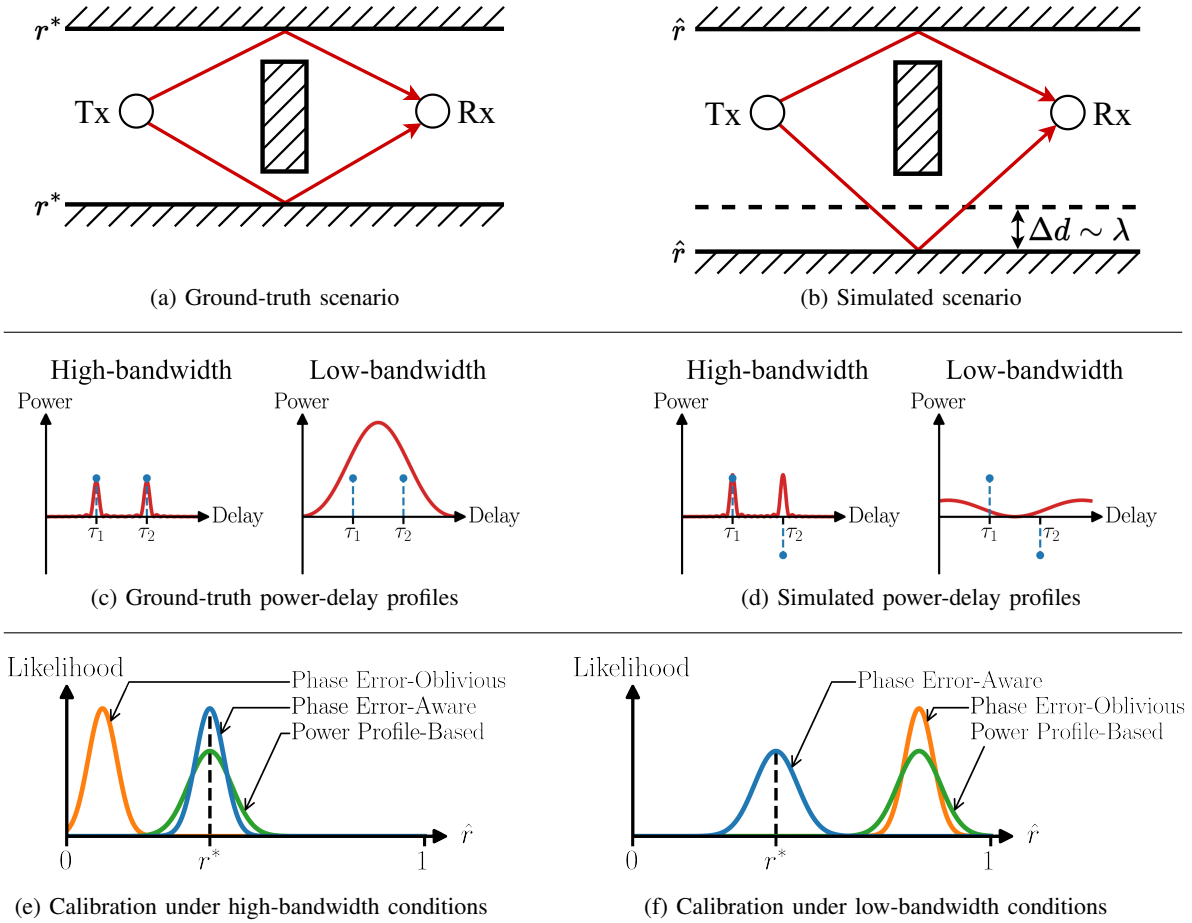 r*
Tx
Rx
r*
(a) Ground-truth scenario
r̂
Tx
Rx
Δd ∼ λ
r̂
(b) Simulated scenario
High-bandwidth
Low-bandwidth
Power
Power
τ₁
τ₂
Delay
τ₁
τ₂
Delay
(c) Ground-truth power-delay profiles
High-bandwidth
Low-bandwidth
Power
Power
τ₁
τ₂
Delay
τ₁
τ₂
Delay
(d) Simulated power-delay profiles
Likelihood
Phase Error-Oblivious
Phase Error-Aware
Power Profile-Based
0
r*
1
r̂
(e) Calibration under high-bandwidth conditions
Likelihood
Phase Error-Aware
Phase Error-Oblivious
Power Profile-Based
0
r*
1
r̂
(f) Calibration under low-bandwidth conditions